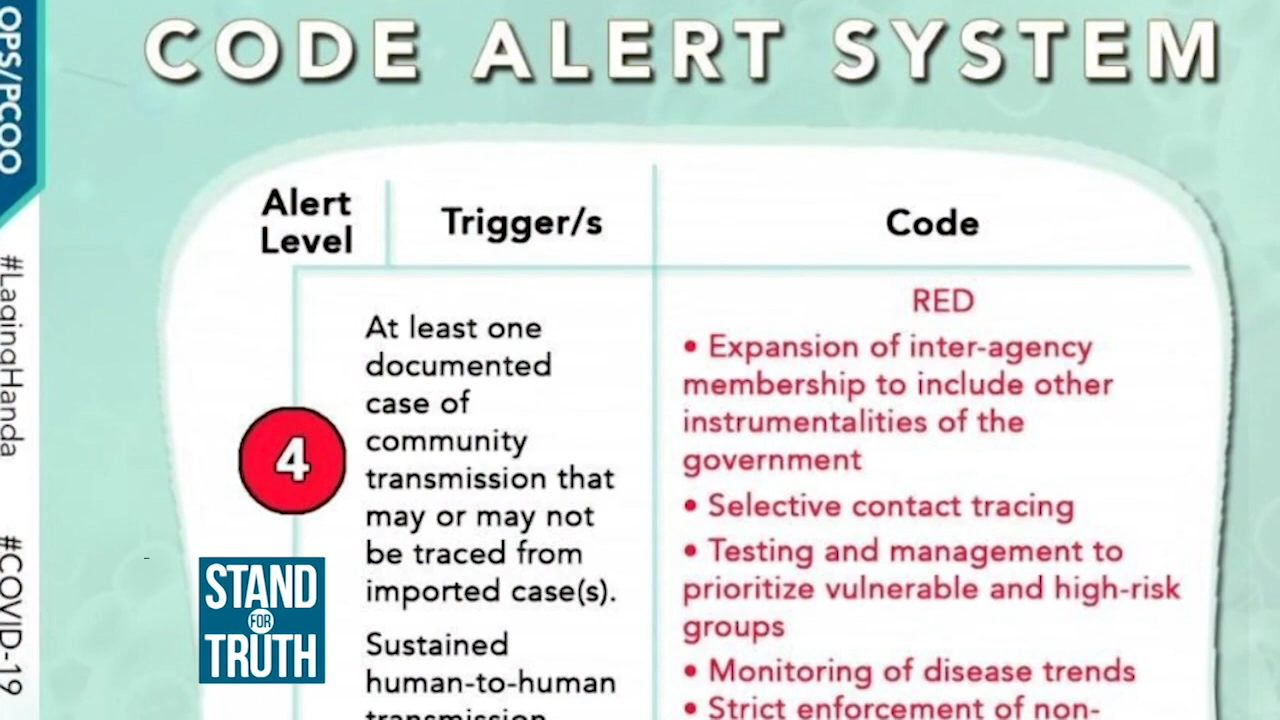 CODE ALERT SYSTEM
OPS/PCOO
#LagingHanda
#COVID-19
Alert
Level
Trigger/s
Code
4
At least one
documented
case of
community
transmission that
may or may not
be traced from
imported case(s).
Sustained
human-to-human
transmission
RED
• Expansion of inter-agency
membership to include other
instrumentalities of the
government
• Selective contact tracing
• Testing and management to
prioritize vulnerable and high-risk
groups
• Monitoring of disease trends
• Strict enforcement of non-
STAND
FOR
TRUTH